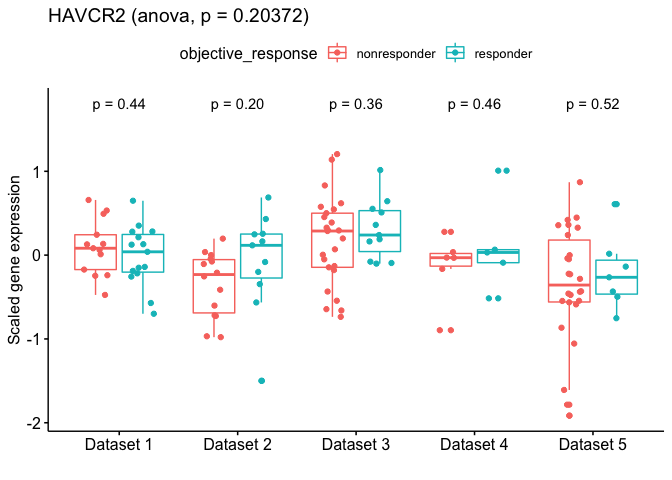 HAVCR2 (anova, p = 0.20372)
objective_response nonresponder responder
p = 0.44 p = 0.20 p = 0.36 p = 0.46 p = 0.52
Scaled gene expression
1
0
-1
-2
Dataset 1 Dataset 2 Dataset 3 Dataset 4 Dataset 5